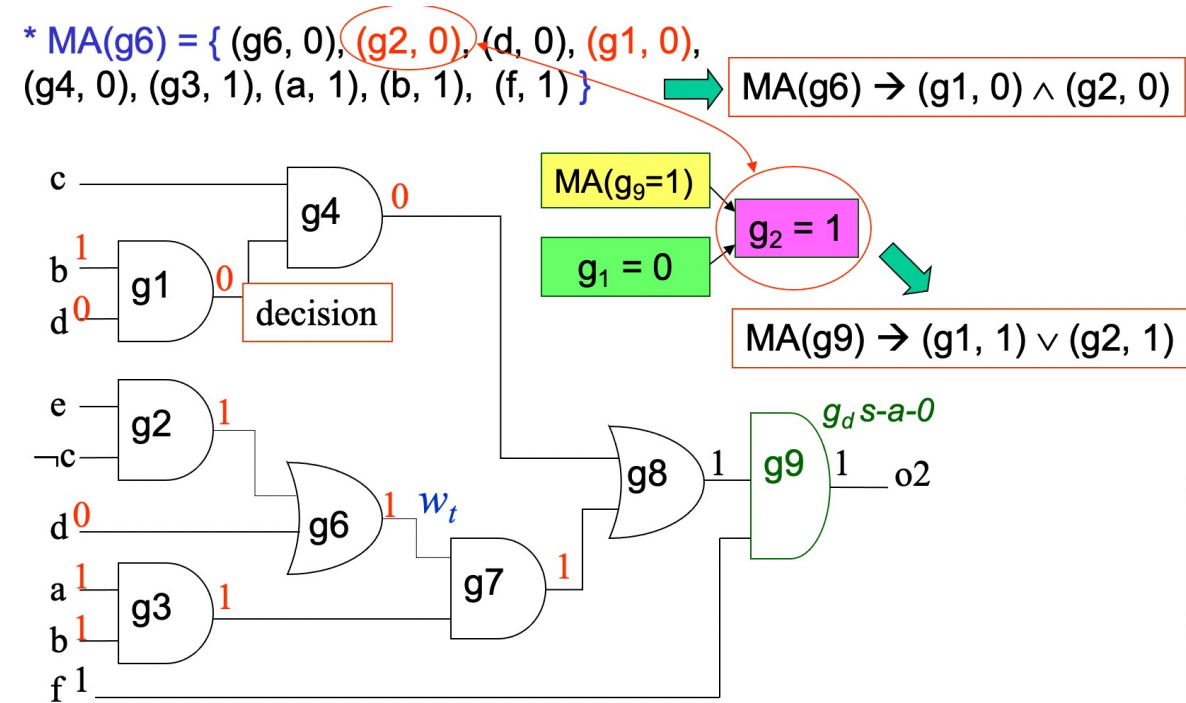 * MA(g6) = { (g6, 0), (g2, 0), (d, 0), (g1, 0),
(g4, 0), (g3, 1), (a, 1), (b, 1), (f, 1) }
MA(g6) → (g1, 0) ∧ (g2, 0)
MA(g₉=1)
g₂ = 1
g₁ = 0
MA(g9) → (g1, 1) ∨ (g2, 1)
c
g4
0
b
1
g1
0
d
0
decision
e
g2
1
¬c
g6
1
wₜ
d
0
a
1
g3
1
b
1
g7
1
f
1
g8
1
g_d s-a-0
g9
1
o2